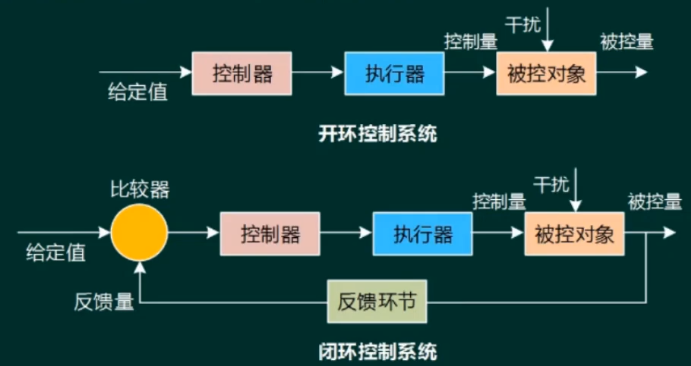 干扰
控制量
被控量
给定值
控制器
执行器
被控对象
开环控制系统
比较器
干扰
控制量
被控量
给定值
控制器
执行器
被控对象
反馈量
反馈环节
闭环控制系统